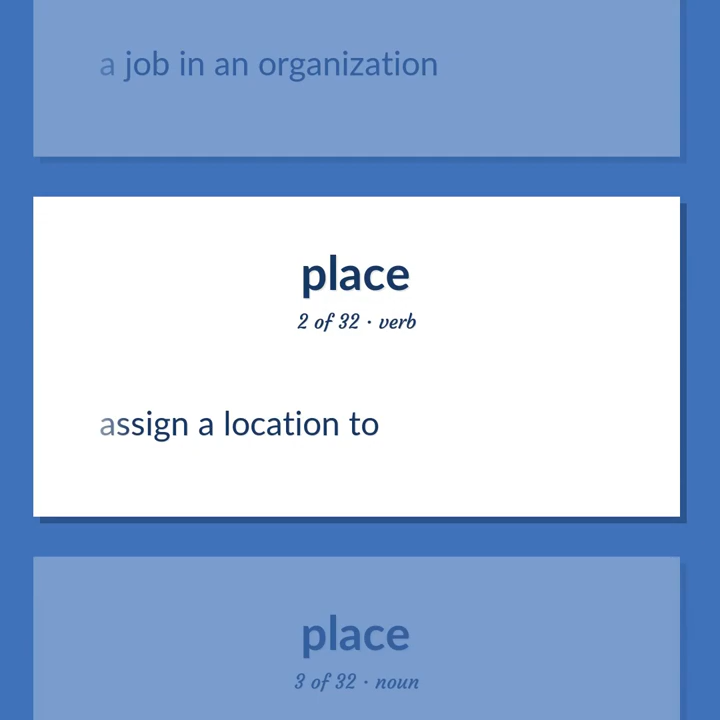 a job in an organization
place
2 of 32 · verb
assign a location to
place
3 of 32 · noun